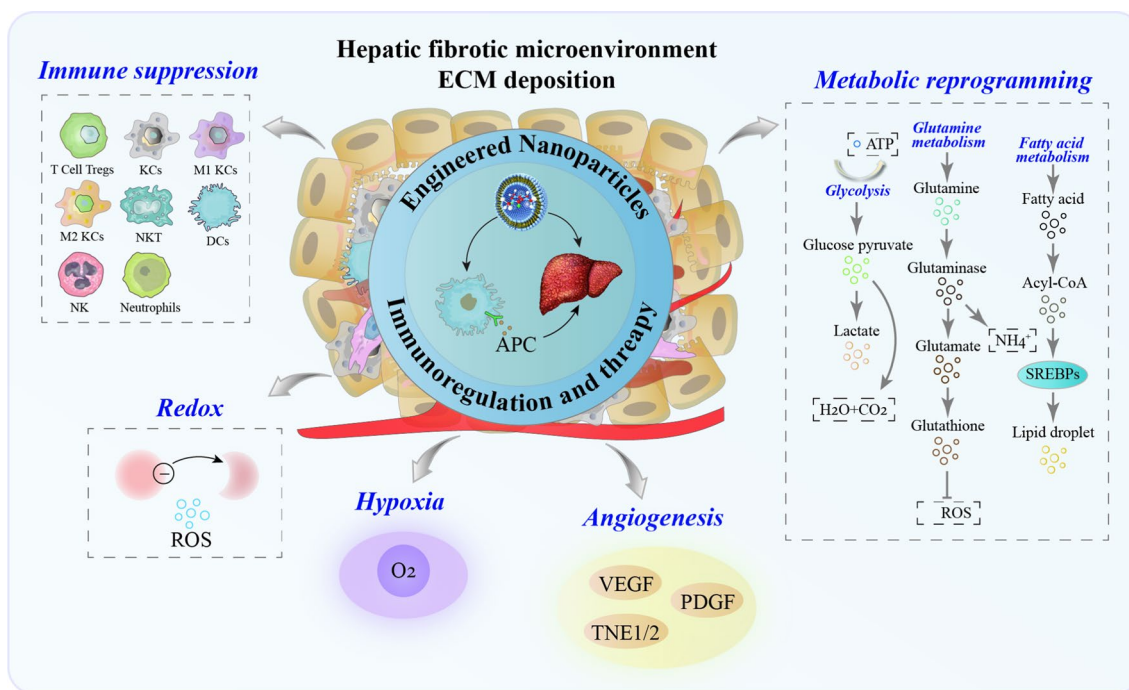 Hepatic fibrotic microenvironment
ECM deposition
Immune suppression
T Cell Tregs
KCs
M1 KCs
M2 KCs
NKT
DCs
NK
Neutrophils
Engineered Nanoparticles
APC
Immunoregulation and threapy
Metabolic reprogramming
ATP
Glycolysis
Glucose pyruvate
Lactate
H2O+CO2
Glutamine
metabolism
Glutamine
Glutaminase
NH4+
Glutamate
Glutathione
ROS
Fatty acid
metabolism
Fatty acid
Acyl-CoA
SREBPs
Lipid droplet
Redox
ROS
Hypoxia
O2
Angiogenesis
VEGF
PDGF
TNE1/2